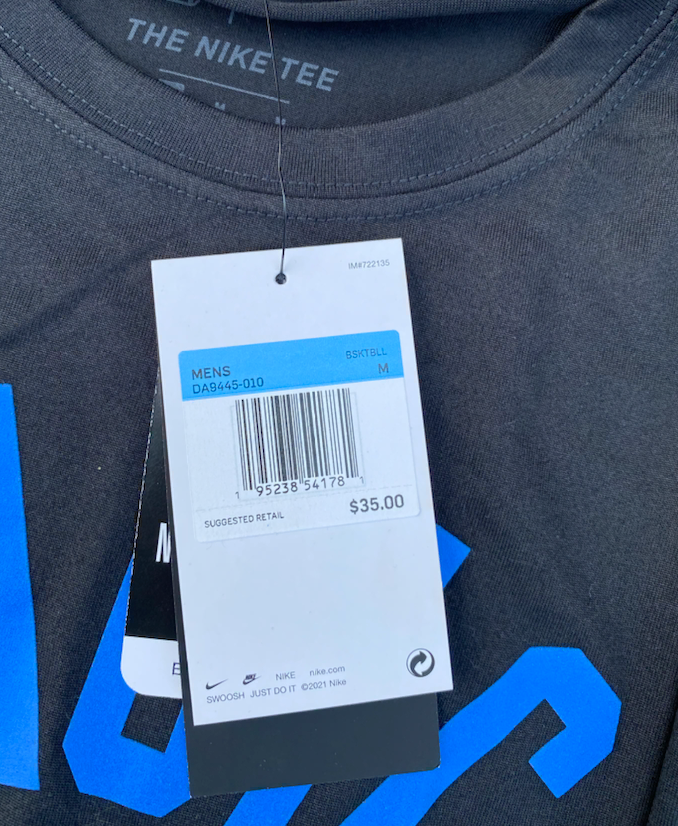 THE NIKE TEE
IM#722135
MENS BSKTBLL
DA9445-010 M
1 95238 54178 1
SUGGESTED RETAIL $35.00
NIKE nike.com
SWOOSH JUST DO IT ©2021 Nike